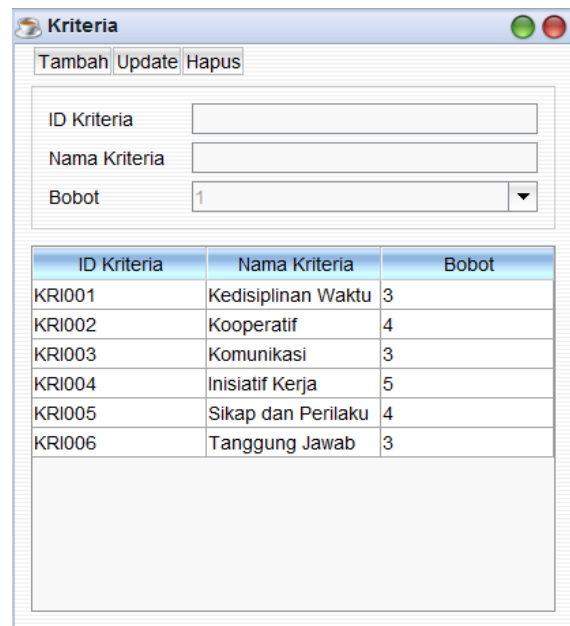 Kriteria
Tambah Update Hapus
ID Kriteria
Nama Kriteria
Bobot 1
ID Kriteria Nama Kriteria Bobot
KRI001 Kedisiplinan Waktu 3
KRI002 Kooperatif 4
KRI003 Komunikasi 3
KRI004 Inisiatif Kerja 5
KRI005 Sikap dan Perilaku 4
KRI006 Tanggung Jawab 3